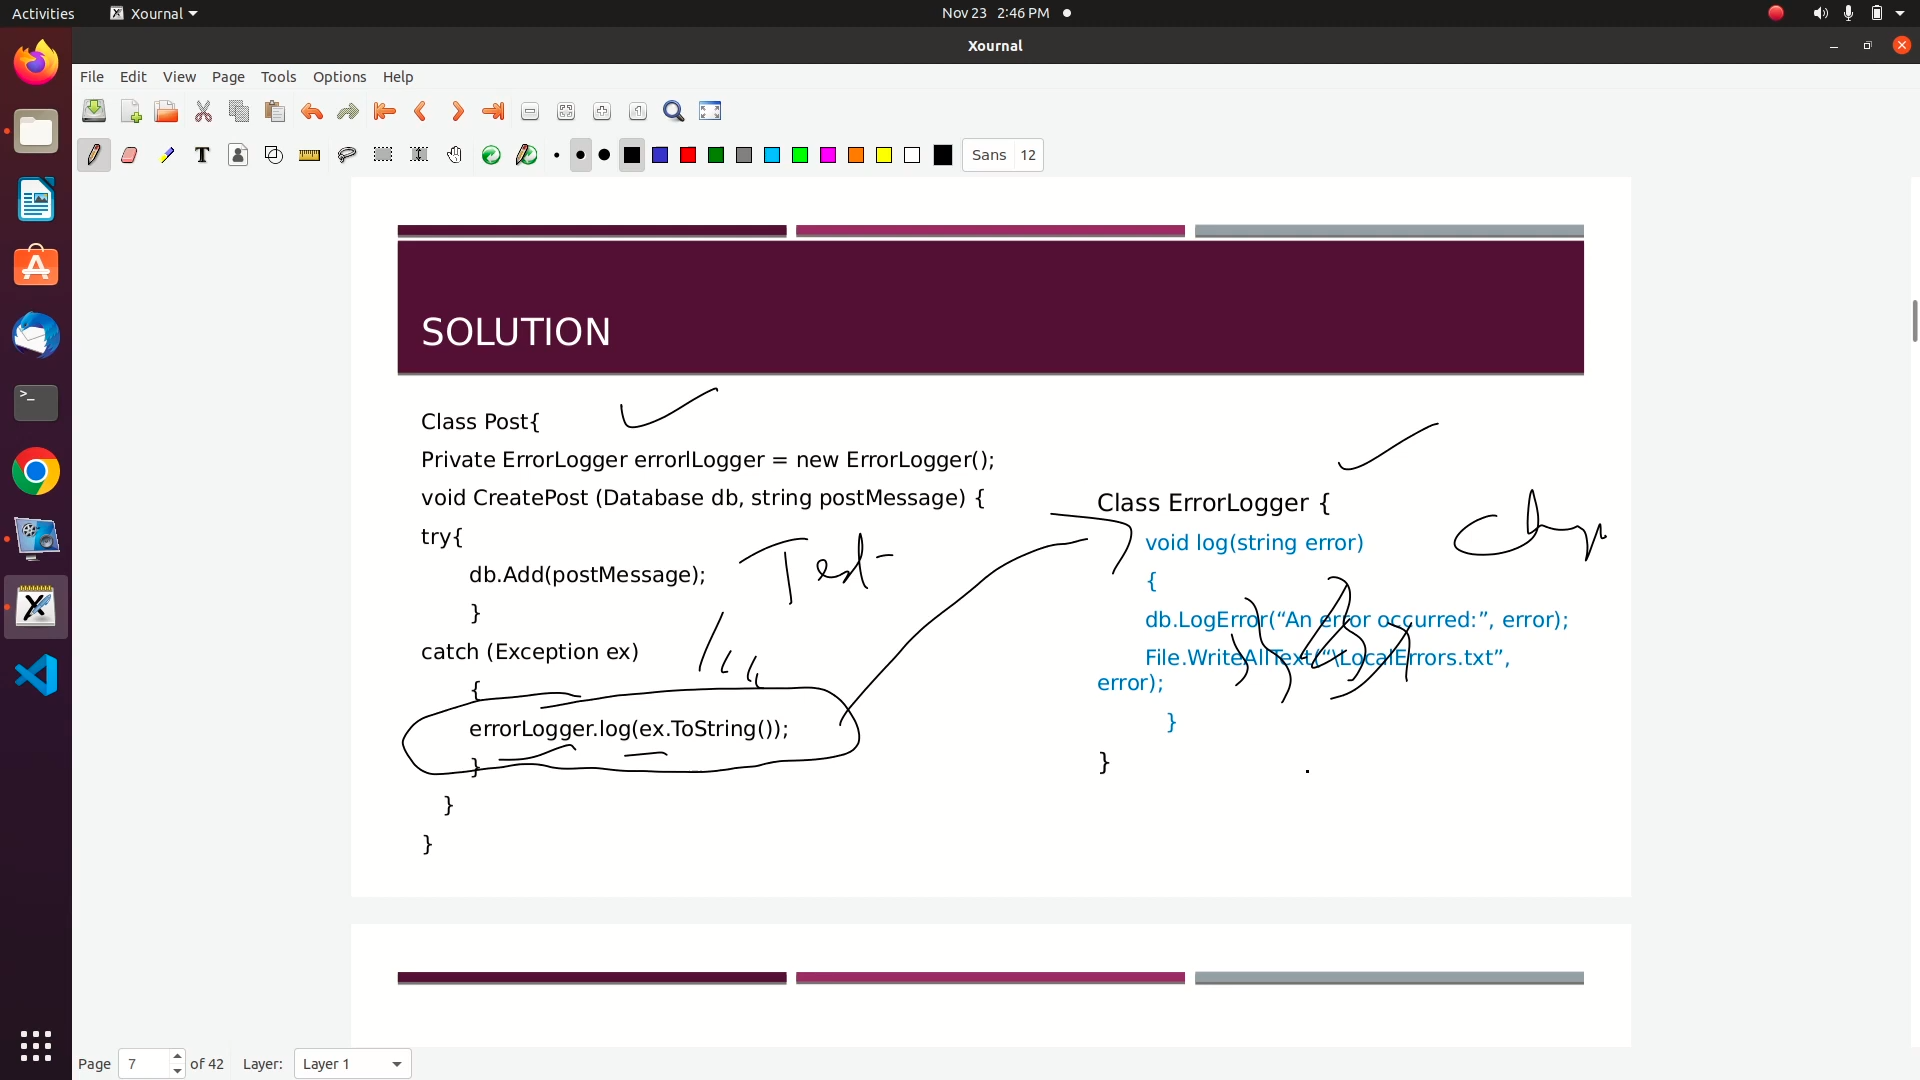 Activities Xournal Nov 23 2:46 PM
Xournal
File Edit View Page Tools Options Help
Sans 12
SOLUTION
Class Post{
Private ErrorLogger errorlLogger = new ErrorLogger();
void CreatePost (Database db, string postMessage) {
try{
db.Add(postMessage);
}
catch (Exception ex)
{
errorLogger.log(ex.ToString());
}
}
}
Test
Class ErrorLogger {
void log(string error)
{
db.LogError(“An error occurred:”, error);
File.WriteAllText(“\LocalErrors.txt”,
error);
}
}
Page 7 of 42 Layer: Layer 1